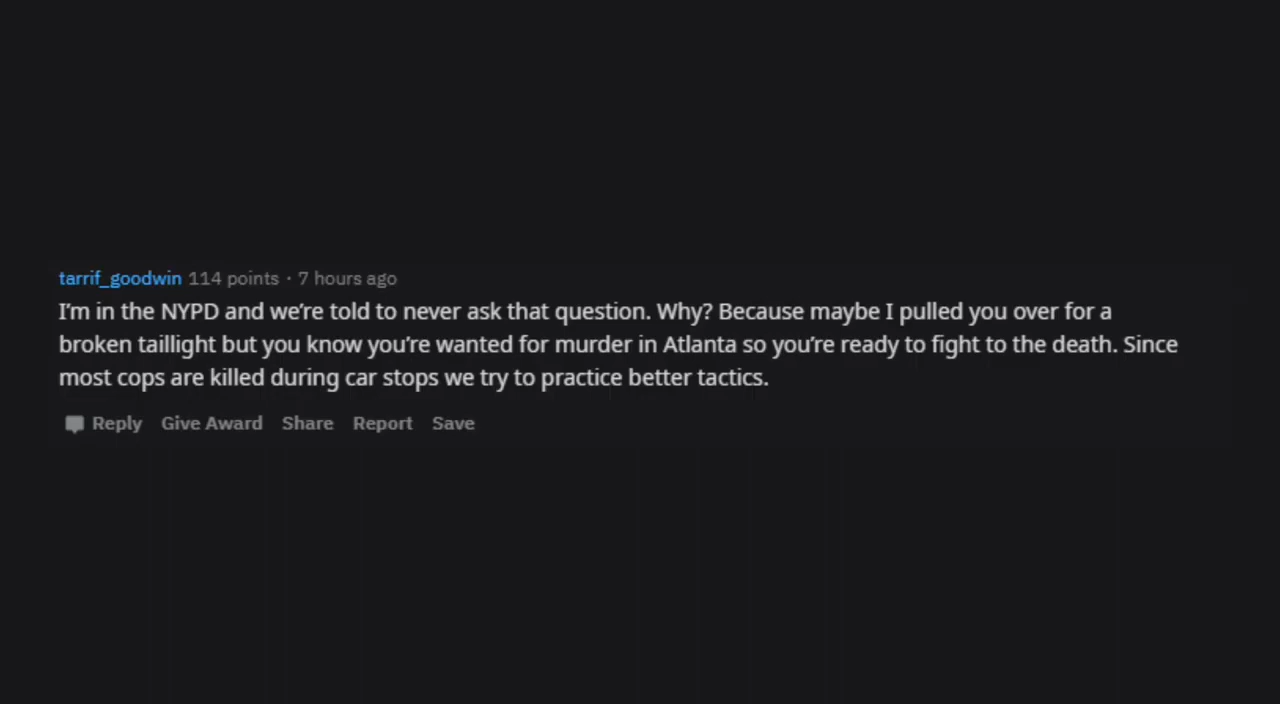 tarrif_goodwin 114 points · 7 hours ago
I’m in the NYPD and we’re told to never ask that question. Why? Because maybe I pulled you over for a
broken taillight but you know you’re wanted for murder in Atlanta so you’re ready to fight to the death. Since
most cops are killed during car stops we try to practice better tactics.
Reply Give Award Share Report Save